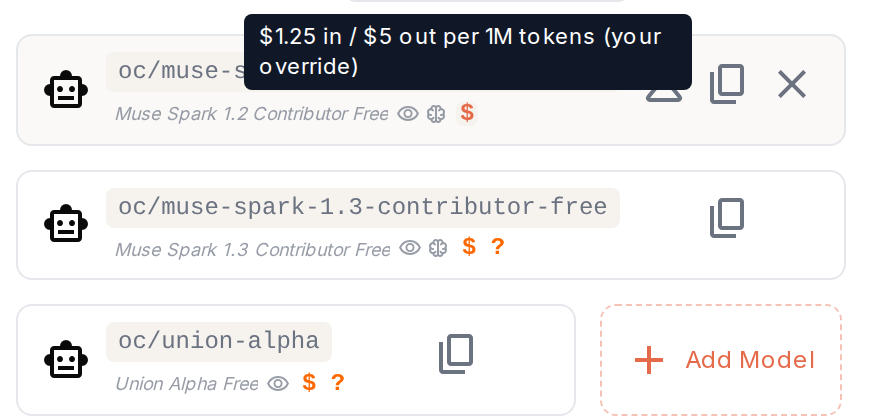 $1.25 in / $5 out per 1M tokens (your
override)
oc/muse-s
Muse Spark 1.2 Contributor Free $
oc/muse-spark-1.3-contributor-free
Muse Spark 1.3 Contributor Free $ ?
oc/union-alpha
Union Alpha Free $ ?
+ Add Model